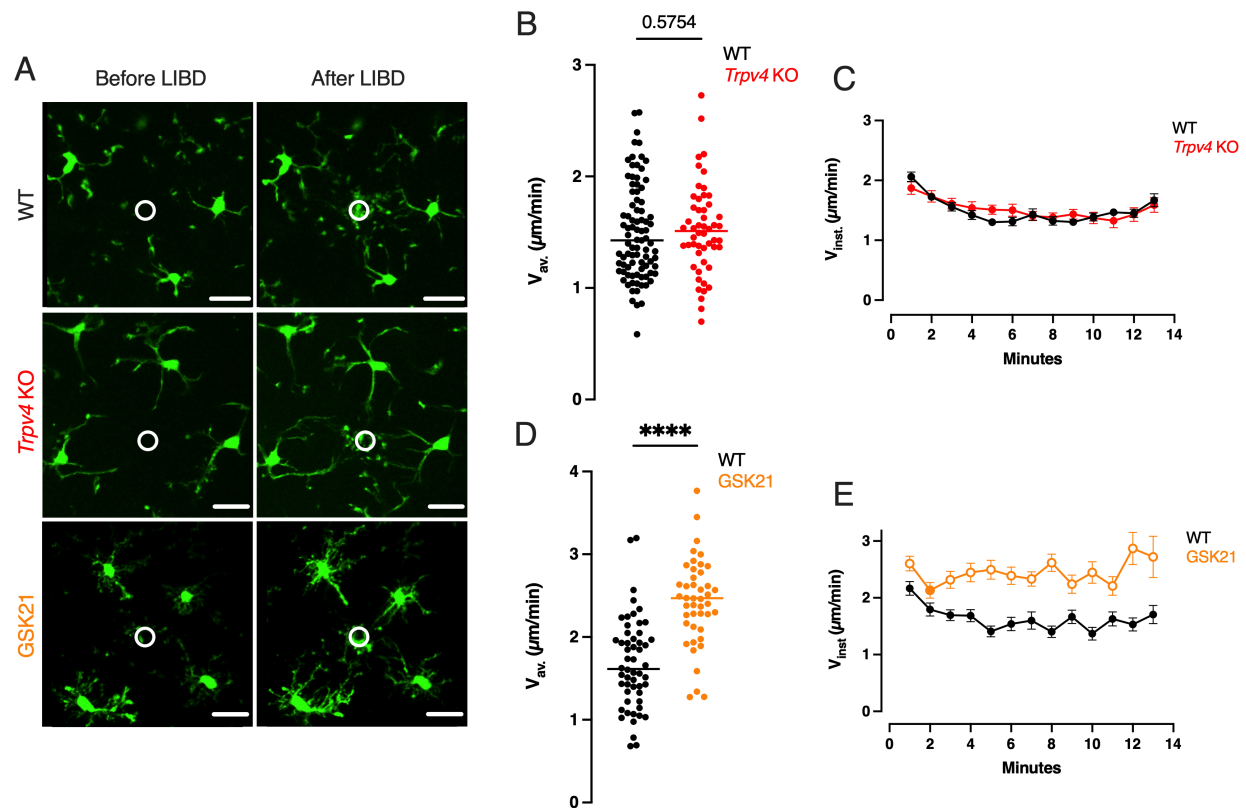 A
Before LIBD
After LIBD
WT
Trpv4 KO
GSK21
B
0.5754
WT
Trpv4 KO
3
2
1
0
Vav. (µm/min)
C
WT
Trpv4 KO
3
2
1
0
Vinst. (µm/min)
0 2 4 6 8 10 12 14
Minutes
D
****
WT
GSK21
4
3
2
1
0
Vav. (µm/min)
E
WT
GSK21
3
2
1
0
Vinst (µm/min)
0 2 4 6 8 10 12 14
Minutes